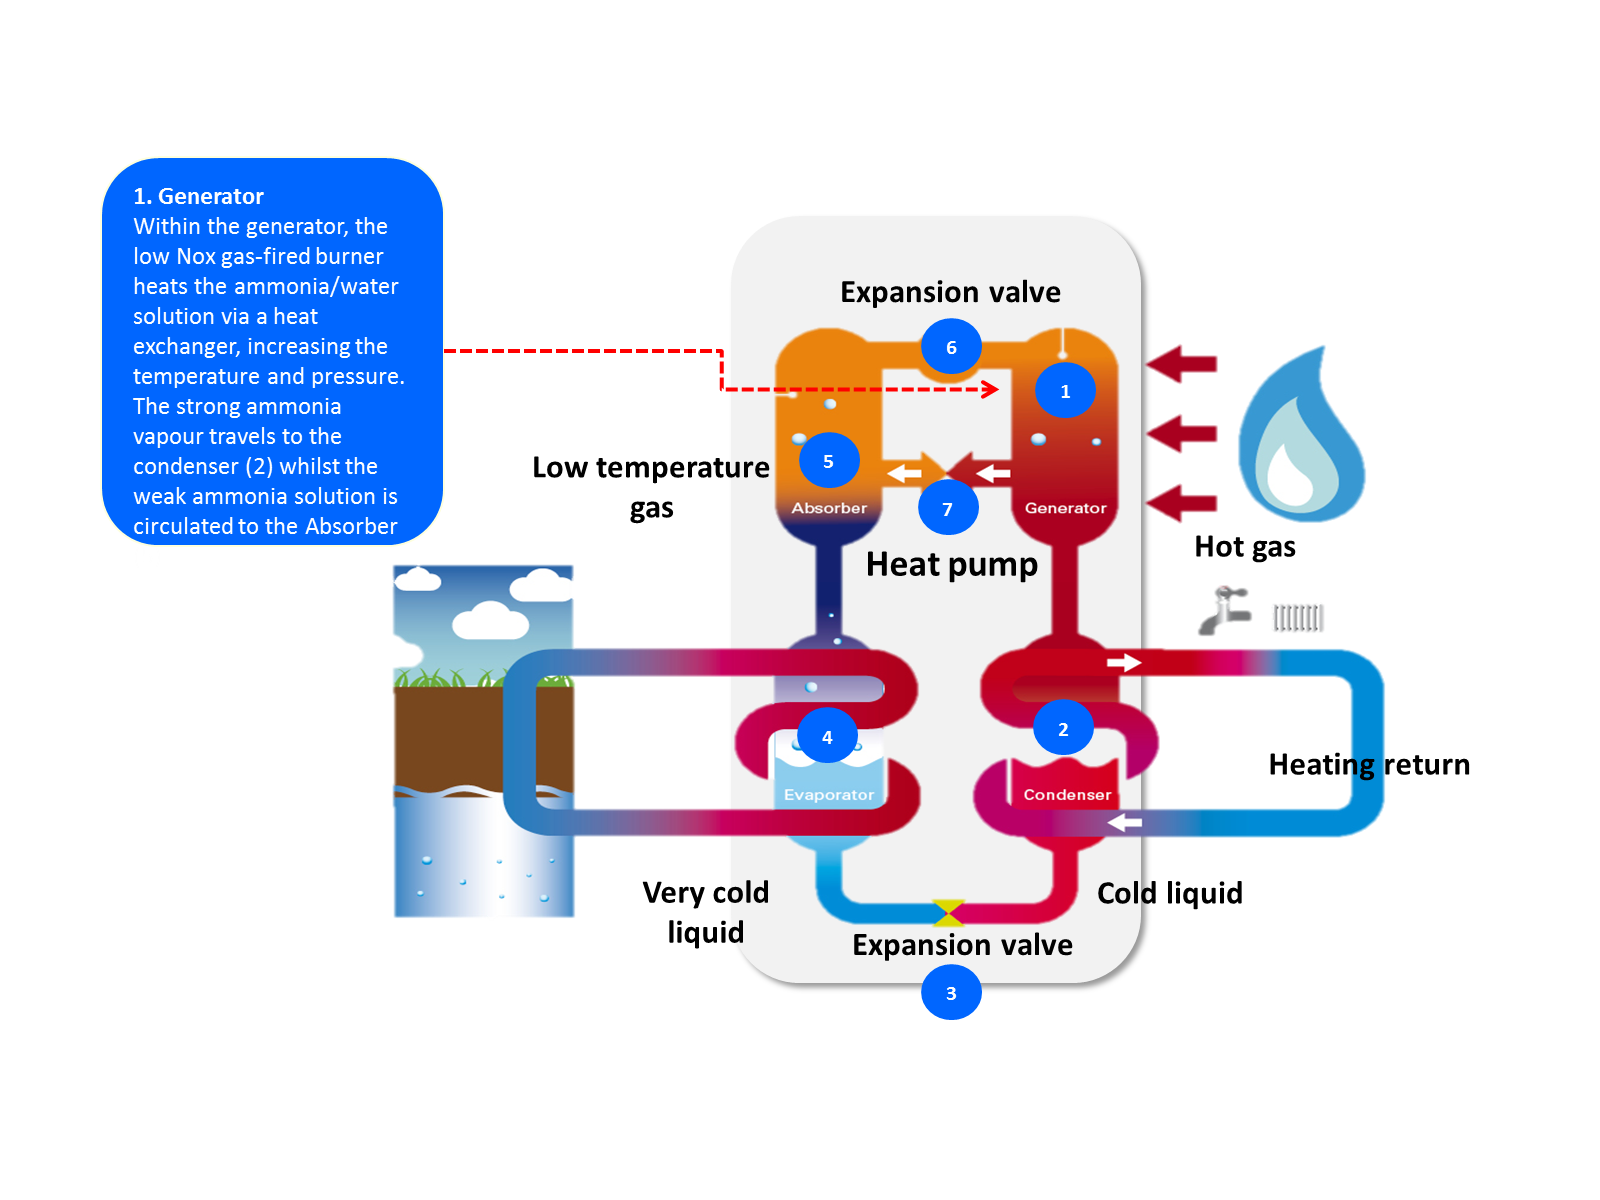 1. Generator
Within the generator, the
low Nox gas-fired burner
heats the ammonia/water
solution via a heat
exchanger, increasing the
temperature and pressure.
The strong ammonia
vapour travels to the
condenser (2) whilst the
weak ammonia solution is
circulated to the Absorber
Expansion valve
6
1
5
Low temperature
gas
Absorber
7
Generator
Heat pump
Hot gas
4
2
Heating return
Evaporator
Condenser
Very cold
liquid
Cold liquid
Expansion valve
3